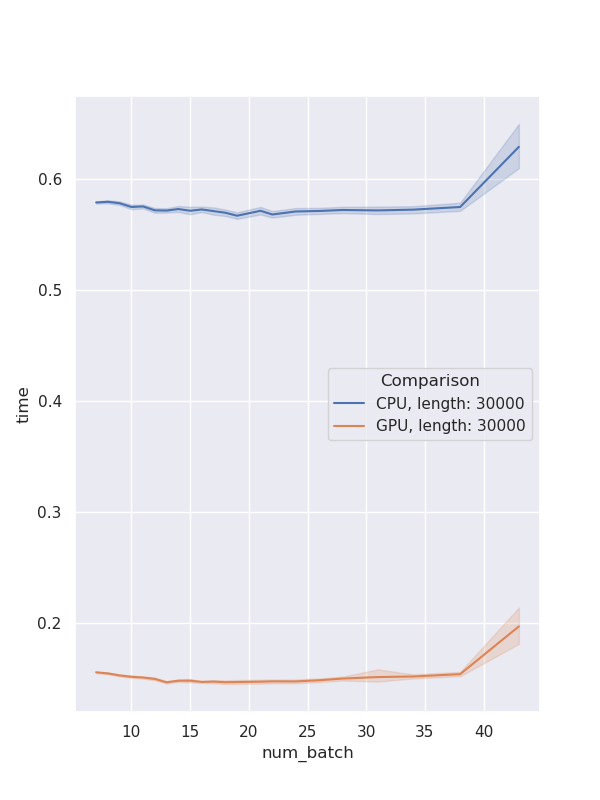 0.6
0.5
0.4
0.3
0.2
time
Comparison
CPU, length: 30000
GPU, length: 30000
10 15 20 25 30 35 40
num_batch